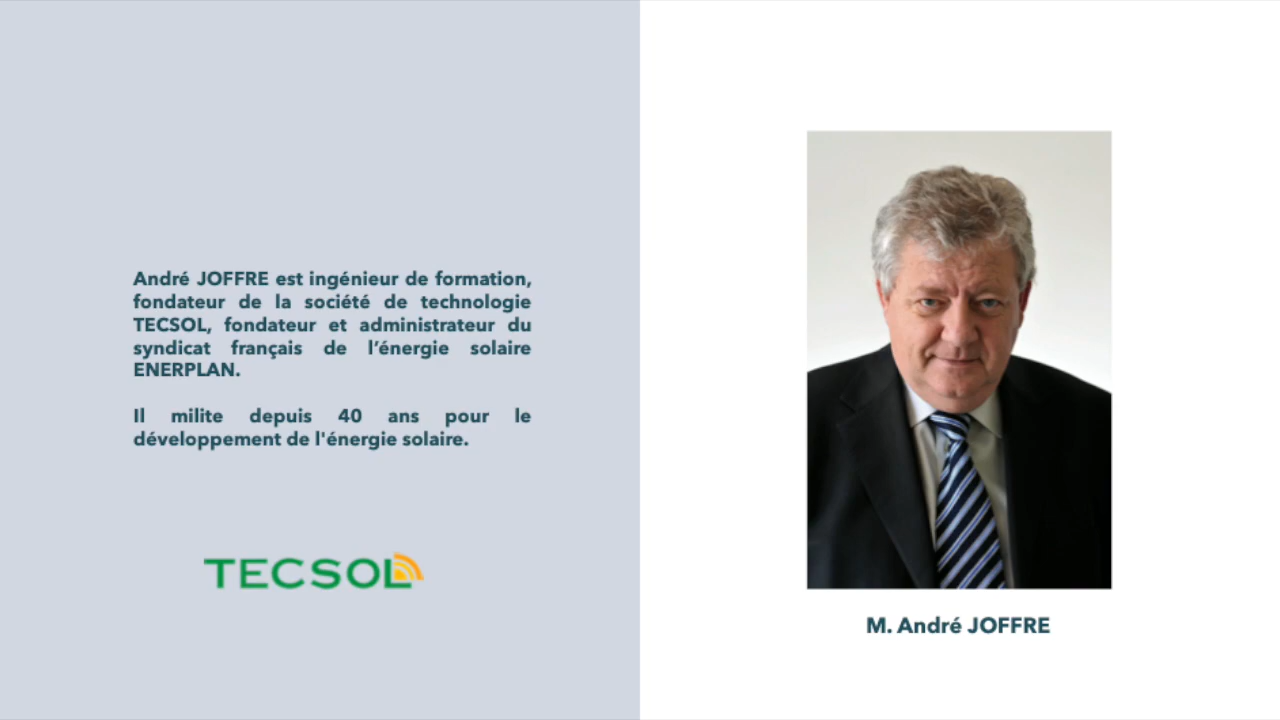 André JOFFRE est ingénieur de formation,
fondateur de la société de technologie
TECSOL, fondateur et administrateur du
syndicat français de l’énergie solaire
ENERPLAN.
Il milite depuis 40 ans pour le
développement de l'énergie solaire.
TECSOL
M. André JOFFRE